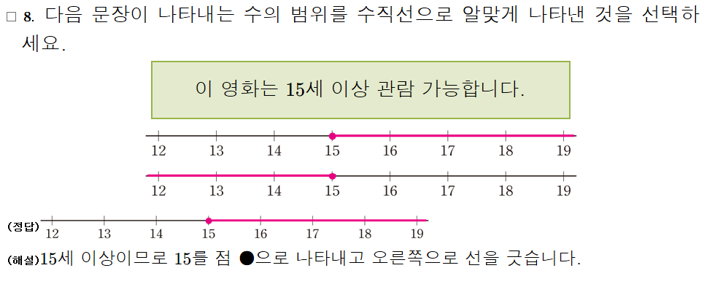 □ 8. 다음 문장이 나타내는 수의 범위를 수직선으로 알맞게 나타낸 것을 선택하
세요.
이 영화는 15세 이상 관람 가능합니다.
12 13 14 15 16 17 18 19
12 13 14 15 16 17 18 19
(정답) 12 13 14 15 16 17 18 19
(해설)15세 이상이므로 15를 점 ●으로 나타내고 오른쪽으로 선을 긋습니다.